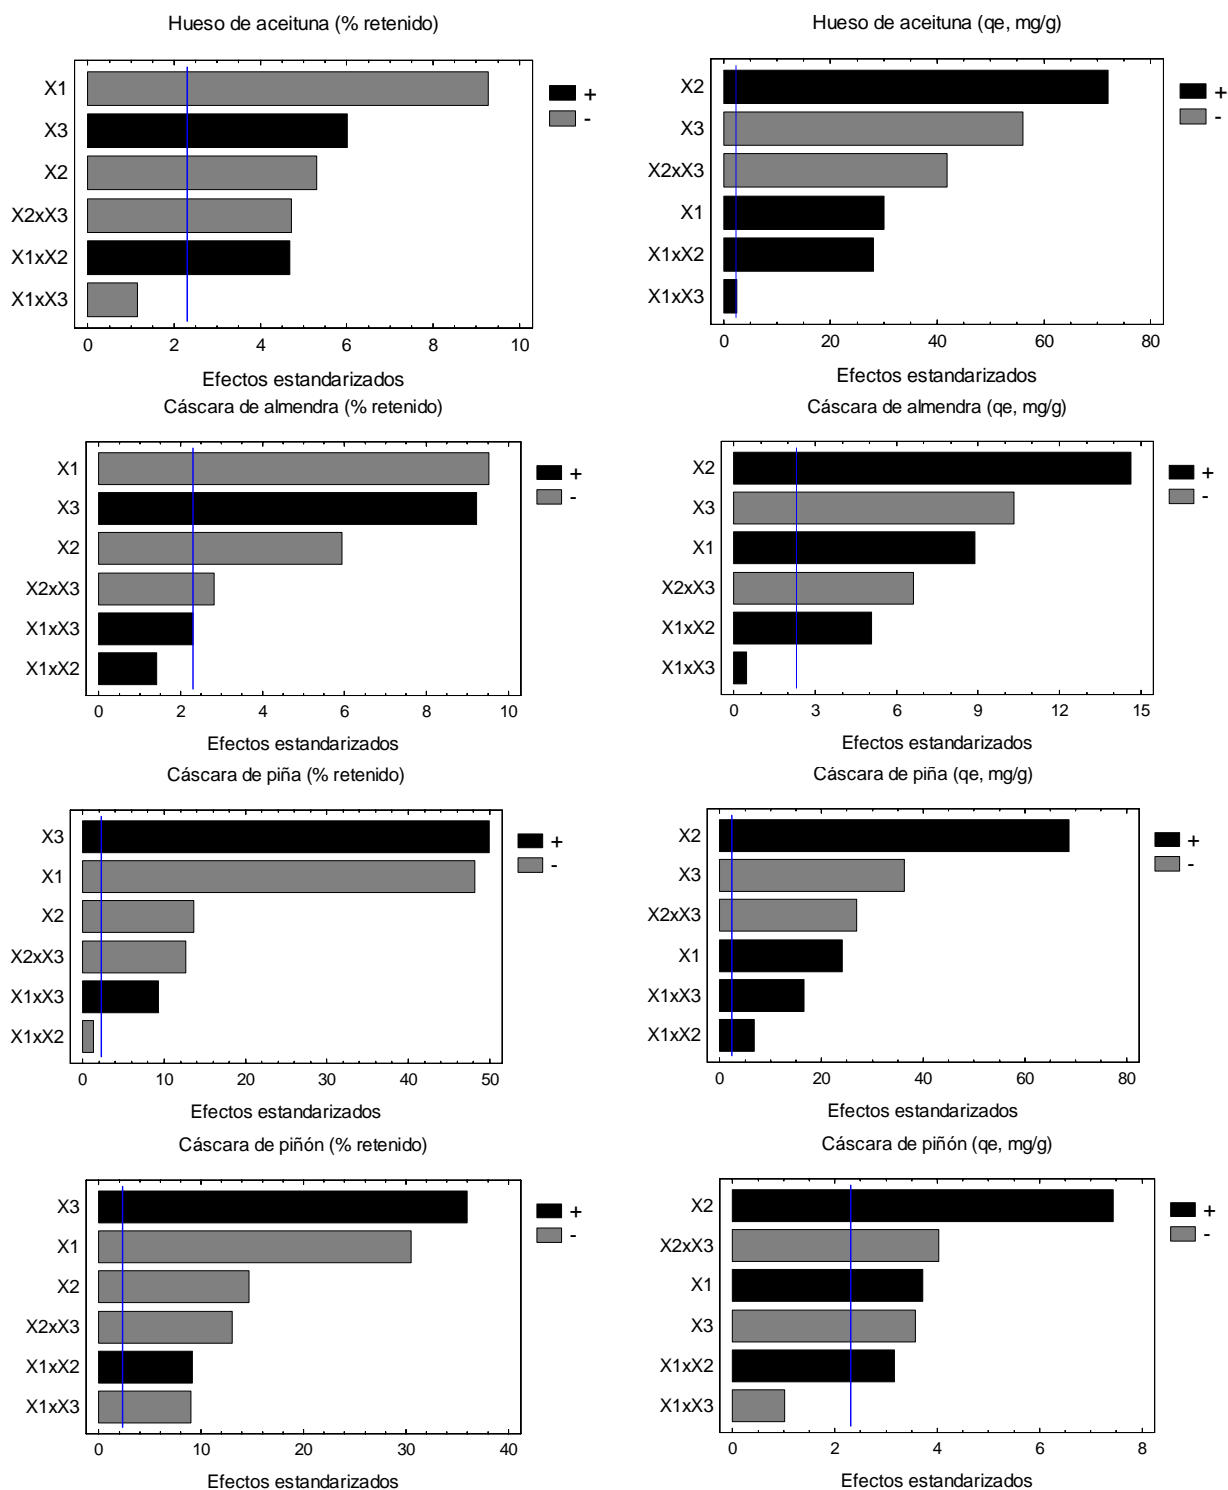 Hueso de aceituna (% retenido)
X1
X3
X2
X2xX3
X1xX2
X1xX3
0 2 4 6 8 10
Efectos estandarizados
+
-
Hueso de aceituna (qe, mg/g)
X2
X3
X2xX3
X1
X1xX2
X1xX3
0 20 40 60 80
Efectos estandarizados
+
-
Cáscara de almendra (% retenido)
X1
X3
X2
X2xX3
X1xX3
X1xX2
0 2 4 6 8 10
Efectos estandarizados
+
-
Cáscara de almendra (qe, mg/g)
X2
X3
X1
X2xX3
X1xX2
X1xX3
0 3 6 9 12 15
Efectos estandarizados
+
-
Cáscara de piña (% retenido)
X3
X1
X2
X2xX3
X1xX3
X1xX2
0 10 20 30 40 50
Efectos estandarizados
+
-
Cáscara de piña (qe, mg/g)
X2
X3
X2xX3
X1
X1xX3
X1xX2
0 20 40 60 80
Efectos estandarizados
+
-
Cáscara de piñón (% retenido)
X3
X1
X2
X2xX3
X1xX2
X1xX3
0 10 20 30 40
Efectos estandarizados
+
-
Cáscara de piñón (qe, mg/g)
X2
X2xX3
X1
X3
X1xX2
X1xX3
0 2 4 6 8
Efectos estandarizados
+
-